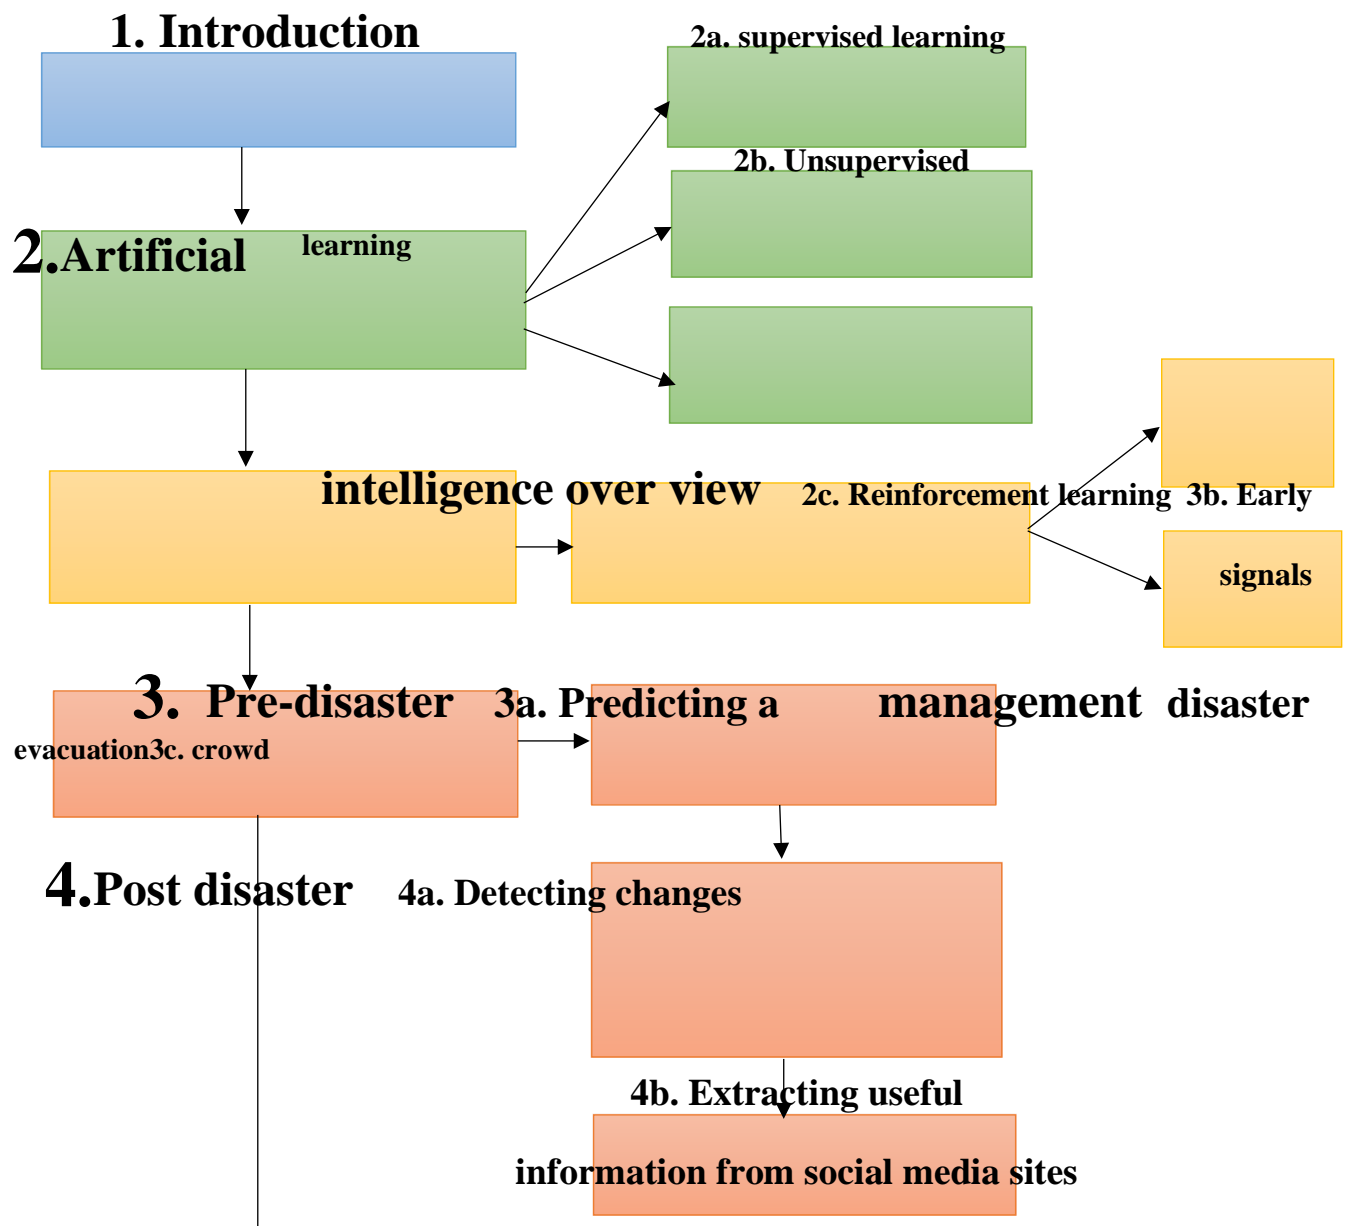 1. Introduction
2a. supervised learning
2b. Unsupervised
2.Artificial learning
intelligence over view 2c. Reinforcement learning 3b. Early
signals
3. Pre-disaster 3a. Predicting a management disaster
evacuation3c. crowd
4.Post disaster 4a. Detecting changes
4b. Extracting useful
information from social media sites